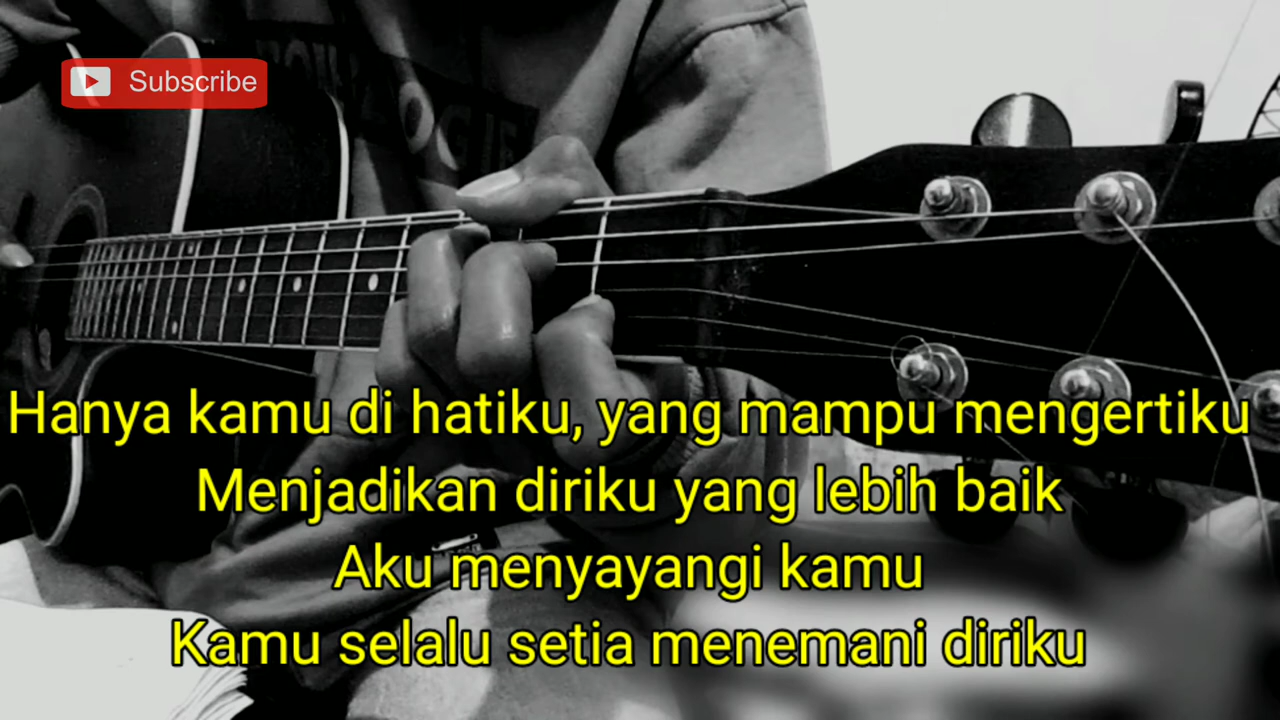 Subscribe
Hanya kamu di hatiku, yang mampu mengertiku
Menjadikan diriku yang lebih baik
Aku menyayangi kamu
Kamu selalu setia menemani diriku